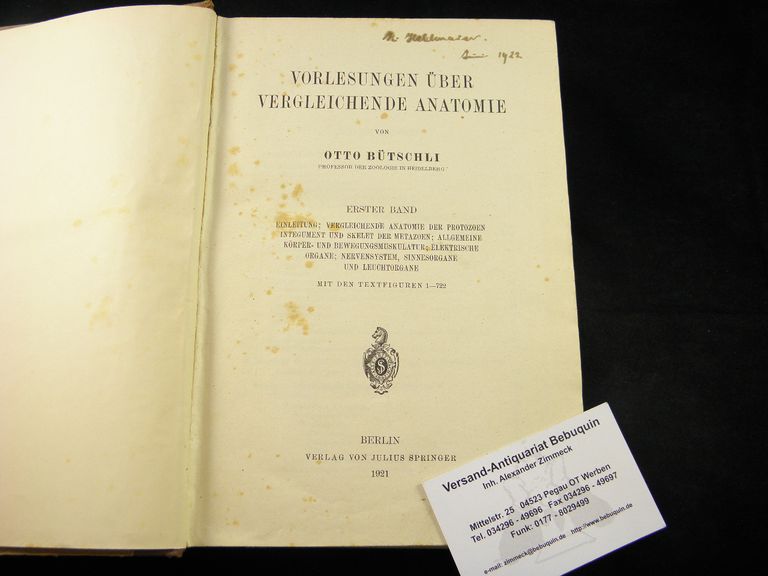 1922
VORLESUNGEN ÜBER
VERGLEICHENDE ANATOMIE
VON
OTTO BÜTSCHLI
PROFESSOR DER ZOOLOGIE IN HEIDELBERG
ERSTER BAND
EINLEITUNG; VERGLEICHENDE ANATOMIE DER PROTOZOEN
INTEGUMENT UND SKELET DER METAZOEN; ALLGEMEINE
KÖRPER- UND BEWEGUNGSMUSKULATUR; ELEKTRISCHE
ORGANE; NERVENSYSTEM, SINNESORGANE
UND LEUCHTORGANE
MIT DEN TEXTFIGUREN 1—722
BERLIN
VERLAG VON JULIUS SPRINGER
1921
Versand-Antiquariat Bebuquin
Inh. Alexander Zimmeck
Mittelstr. 25 04523 Pegau OT Werben
Tel. 034296 - 49696 Fax 034296 - 49697
Funk: 0177 - 8029499
e-mail: zimmeck@bebuquin.de http://www.bebuquin.de